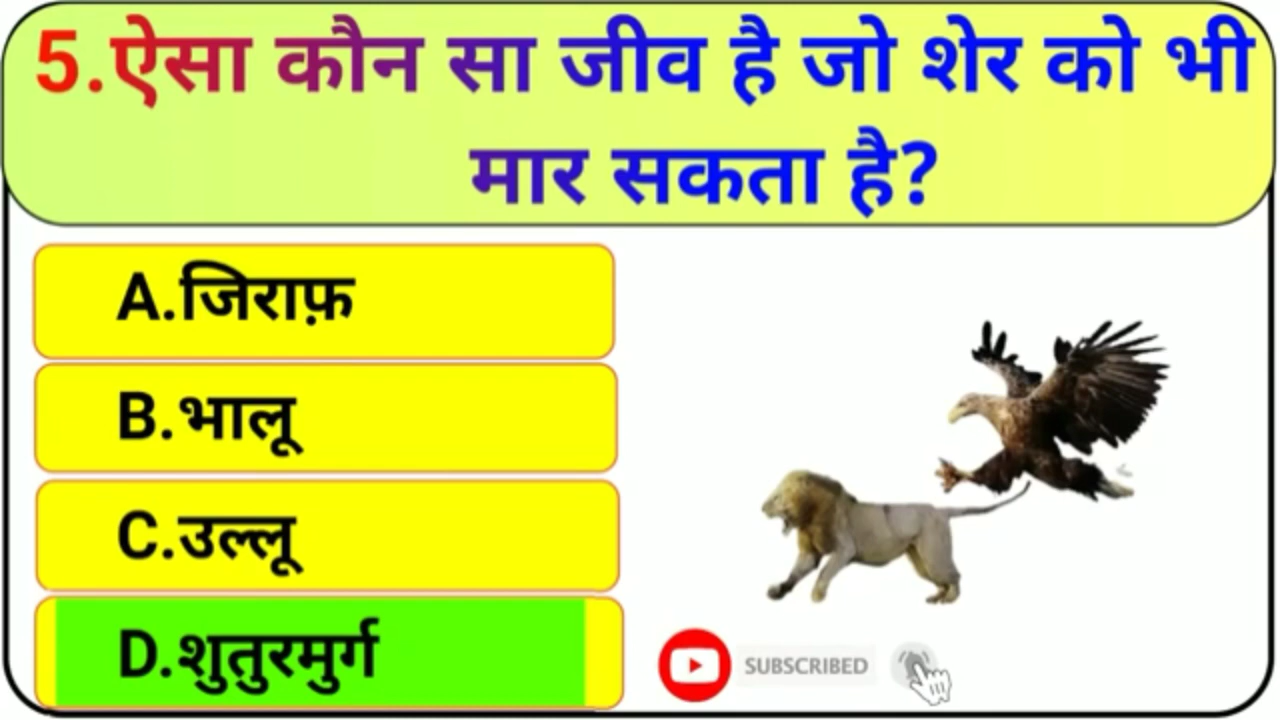 5.ऐसा कौन सा जीव है जो शेर को भी
मार सकता है?
A.जिराफ़
B.भालू
C.उल्लू
D.शुतुरमुर्ग
SUBSCRIBED